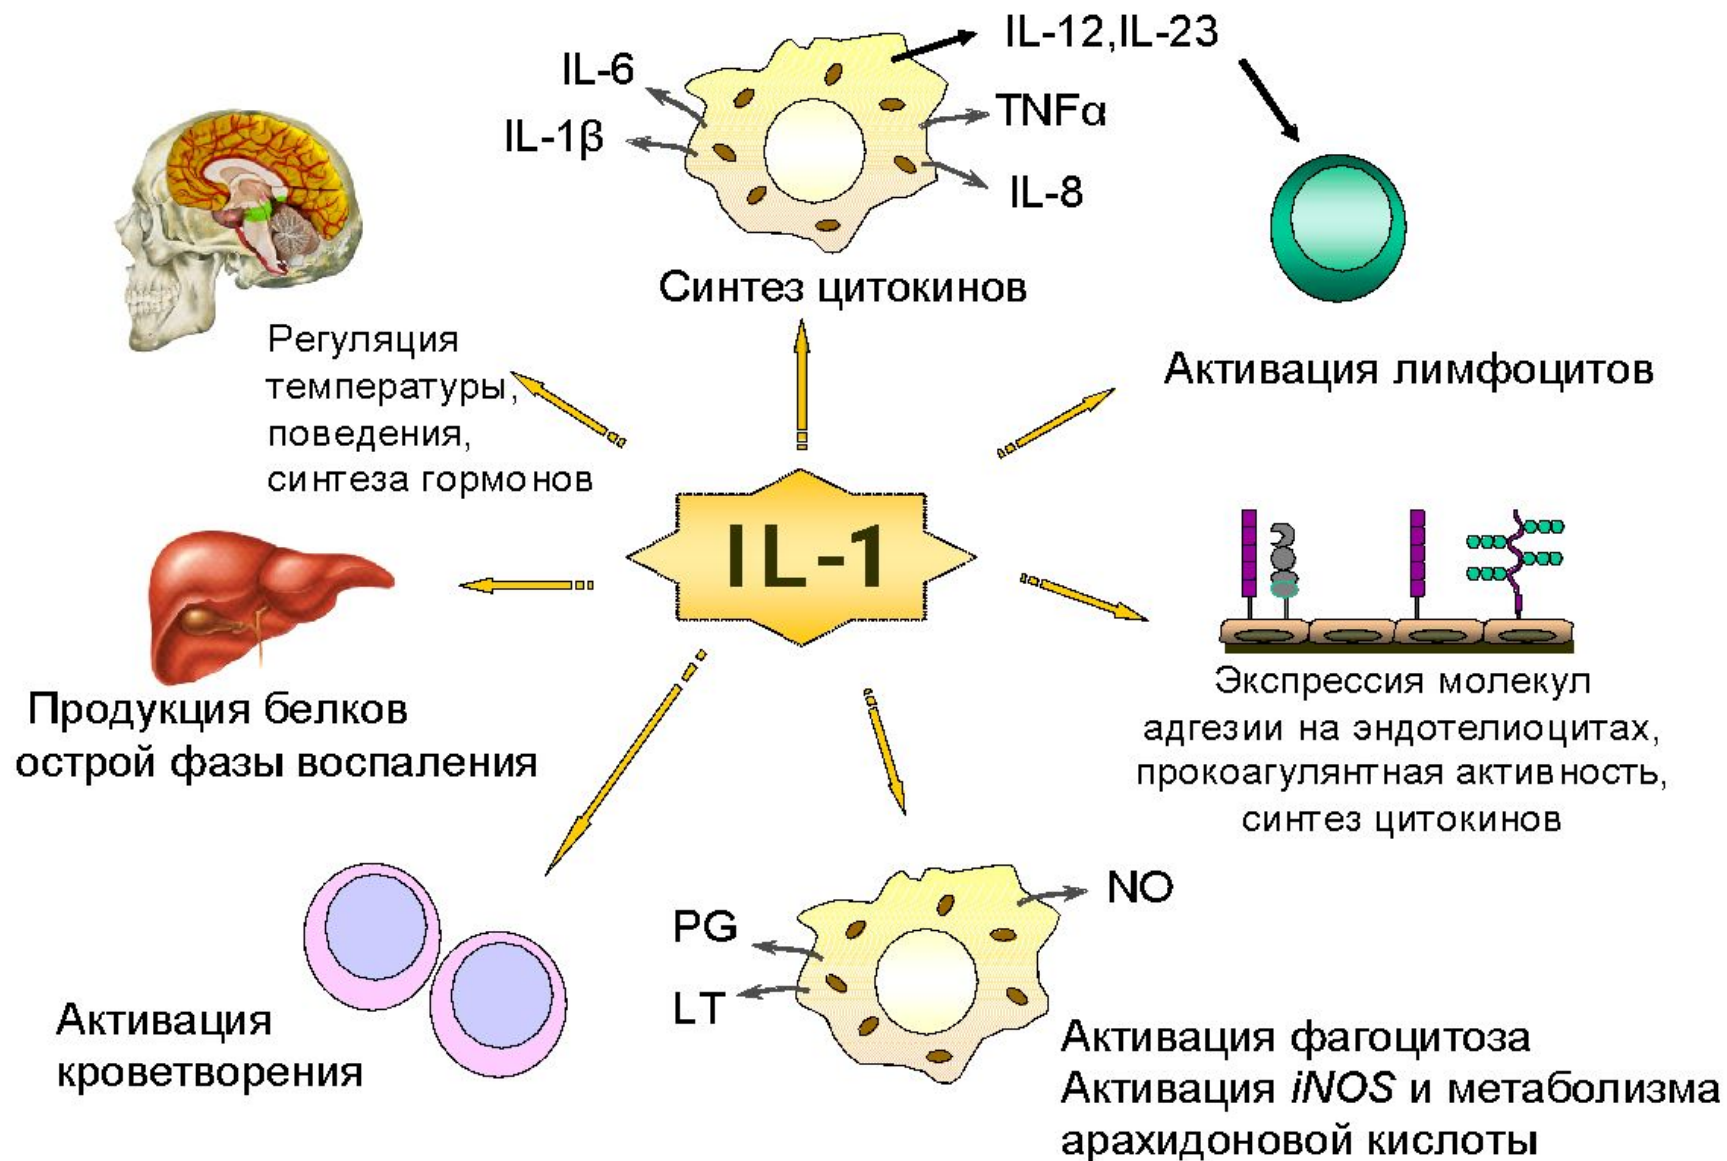 IL-12,IL-23
IL-6
TNFα
IL-1β
IL-8
Синтез цитокинов
Регуляция
температуры,
поведения,
синтеза гормонов
Активация лимфоцитов
IL-1
Продукция белков
острой фазы воспаления
Экспрессия молекул
адгезии на эндотелиоцитах,
прокоагулянтная активность,
синтез цитокинов
Активация
кроветворения
PG
LT
NO
Активация фагоцитоза
Активация iNOS и метаболизма
арахидоновой кислоты